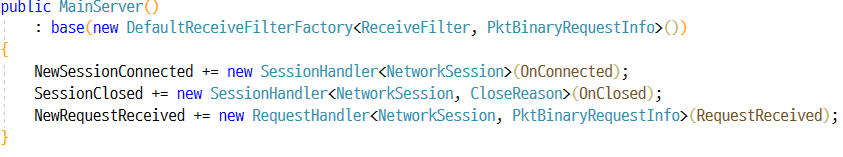 public MainServer()
: base(new DefaultReceiveFilterFactory<ReceiveFilter, PktBinaryRequestInfo>())
{
NewSessionConnected += new SessionHandler<NetworkSession>(OnConnected);
SessionClosed += new SessionHandler<NetworkSession, CloseReason>(OnClosed);
NewRequestReceived += new RequestHandler<NetworkSession, PktBinaryRequestInfo>(RequestReceived);
}